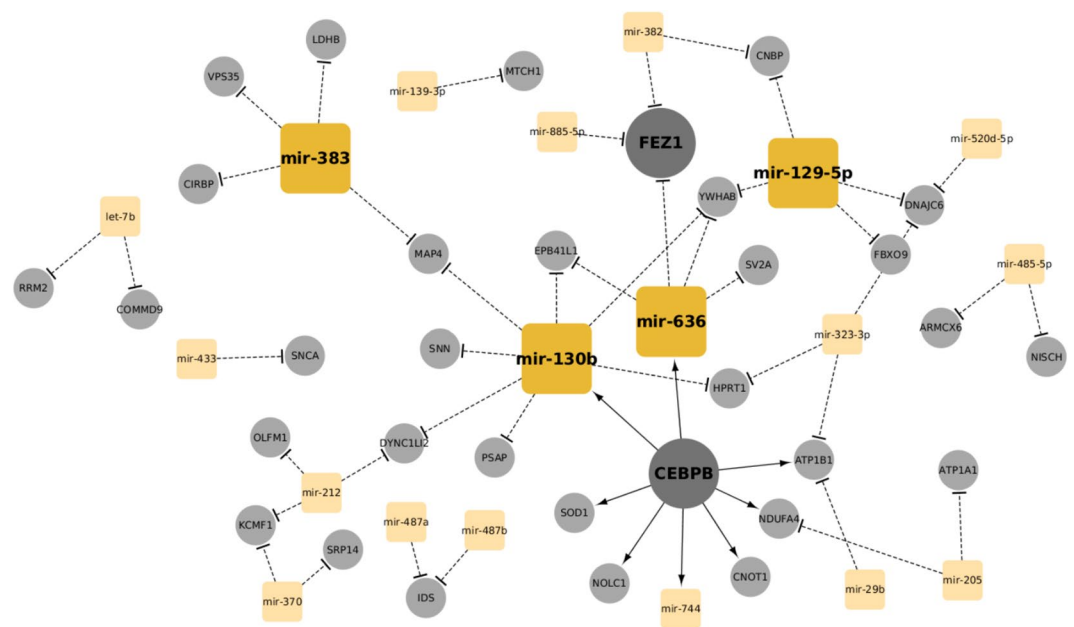 mir-382
LDHB
CNBP
VPS35
MTCH1
mir-139-3p
mir-885-5p
FEZ1
mir-520d-5p
mir-383
mir-129-5p
CIRBP
YWHAB
DNAJC6
let-7b
MAP4
EPB41L1
FBXO9
SV2A
mir-485-5p
RRM2
COMMD9
mir-636
ARMCX6
mir-323-3p
SNN
mir-130b
mir-433
SNCA
NISCH
HPRT1
OLFM1
DYNC1LI2
PSAP
CEBPB
ATP1B1
ATP1A1
mir-212
SOD1
NDUFA4
KCMF1
mir-487a
mir-487b
SRP14
CNOT1
NOLC1
mir-205
mir-29b
IDS
mir-370
mir-744